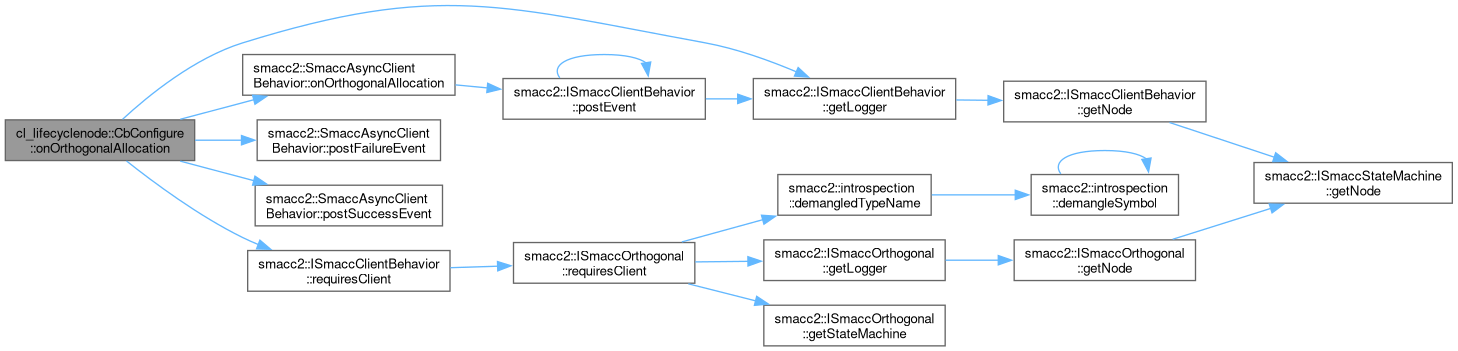 cl_lifecyclenode::CbConfigure
::onOrthogonalAllocation
smacc2::SmaccAsyncClient
Behavior::onOrthogonalAllocation
smacc2::SmaccAsyncClient
Behavior::postFailureEvent
smacc2::SmaccAsyncClient
Behavior::postSuccessEvent
smacc2::ISmaccClientBehavior
::requiresClient
smacc2::ISmaccClientBehavior
::postEvent
smacc2::ISmaccClientBehavior
::getLogger
smacc2::ISmaccClientBehavior
::getNode
smacc2::ISmaccStateMachine
::getNode
smacc2::ISmaccOrthogonal
::requiresClient
smacc2::introspection
::demangledTypeName
smacc2::introspection
::demangleSymbol
smacc2::ISmaccOrthogonal
::getLogger
smacc2::ISmaccOrthogonal
::getNode
smacc2::ISmaccOrthogonal
::getStateMachine